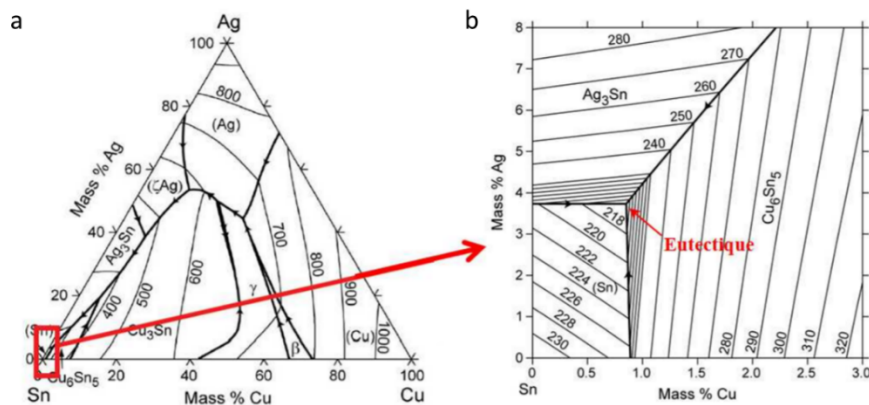 a
Ag
100
80
800
(Ag)
60
Mass % Ag
(ζAg)
40
Ag₃Sn
700
20
400
500
600
γ
800
900
(Sn)
Cu₃Sn
(Cu)
1000
β
0
0
Cu₆Sn₅
20
40
60
80
100
Sn
Mass % Cu
Cu
b
8
7
6
5
4
3
2
1
0
Mass % Ag
280
270
Ag₃Sn
260
250
240
Cu₆Sn₅
218
220
Eutectique
222
224
(Sn)
226
228
230
280
290
300
310
320
0
0.5
1.0
1.5
2.0
2.5
3.0
Sn
Mass % Cu